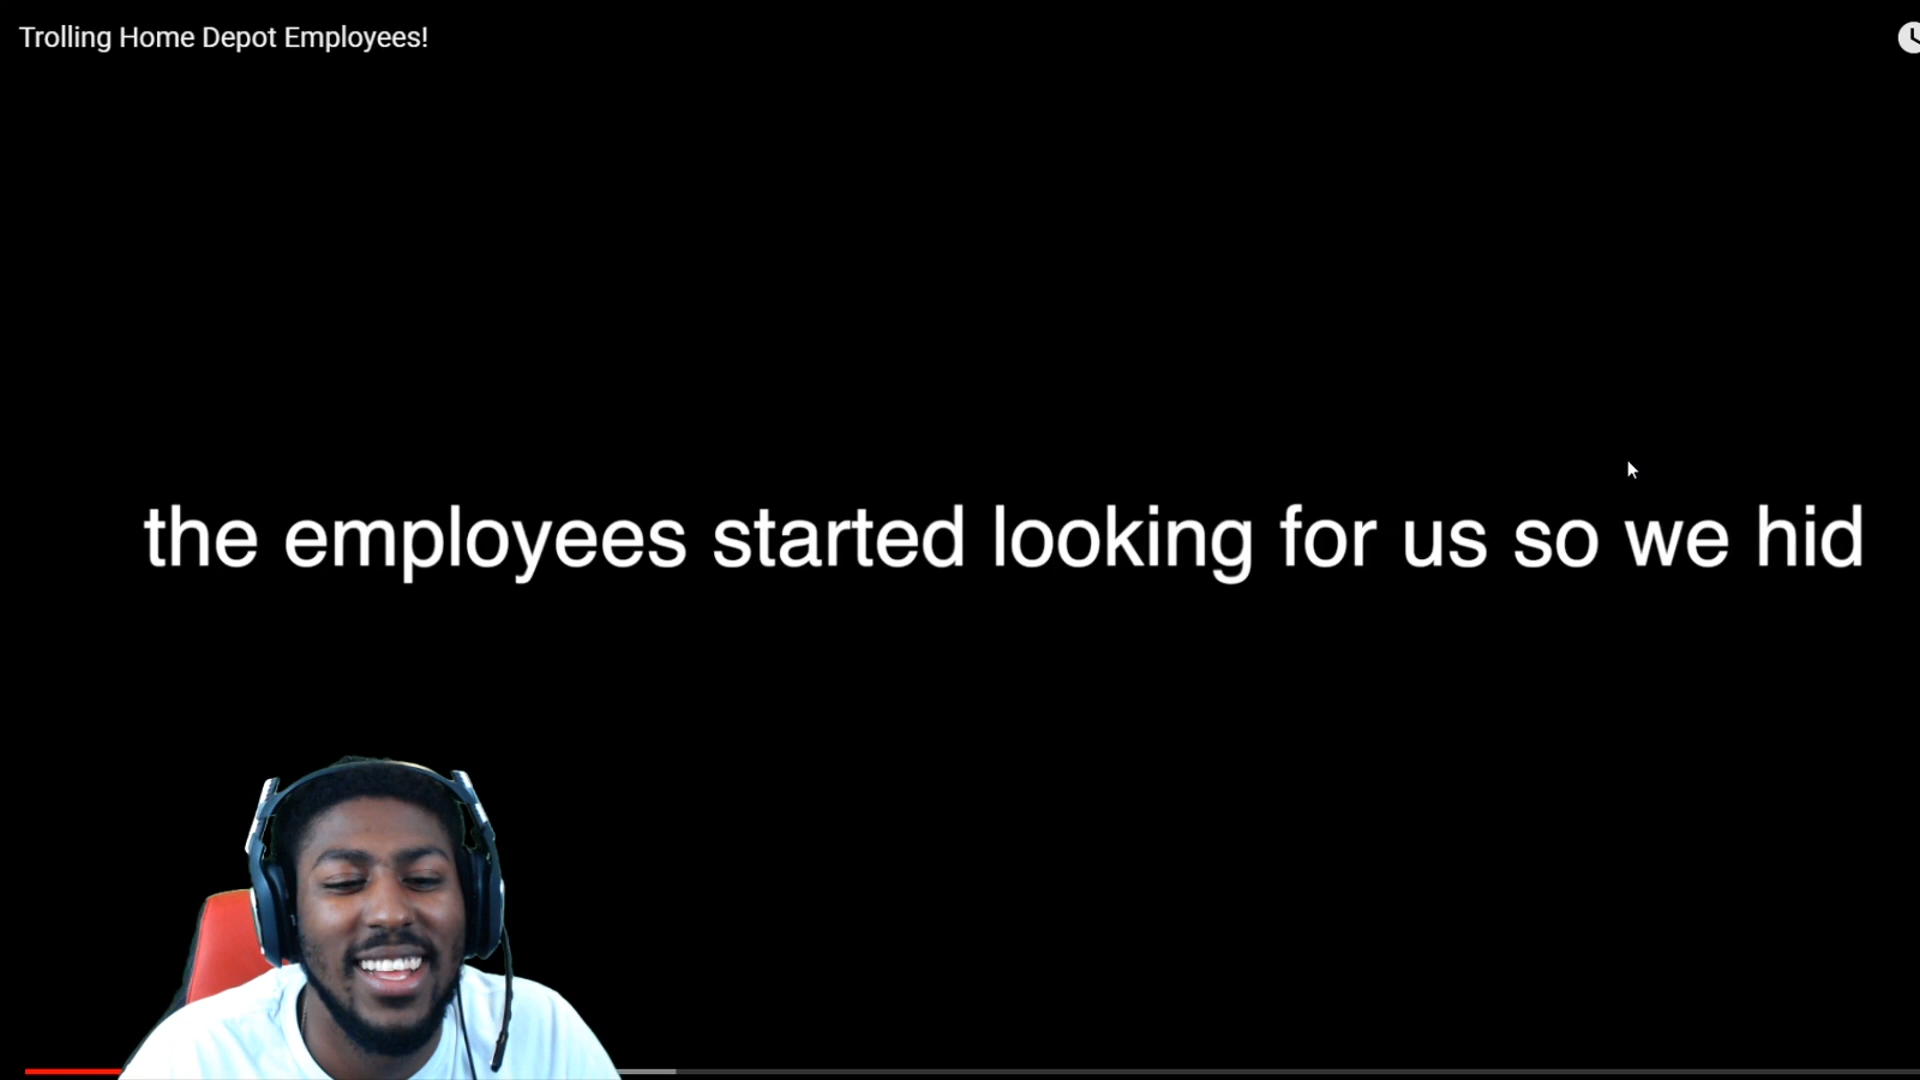 Trolling Home Depot Employees!
the employees started looking for us so we hid